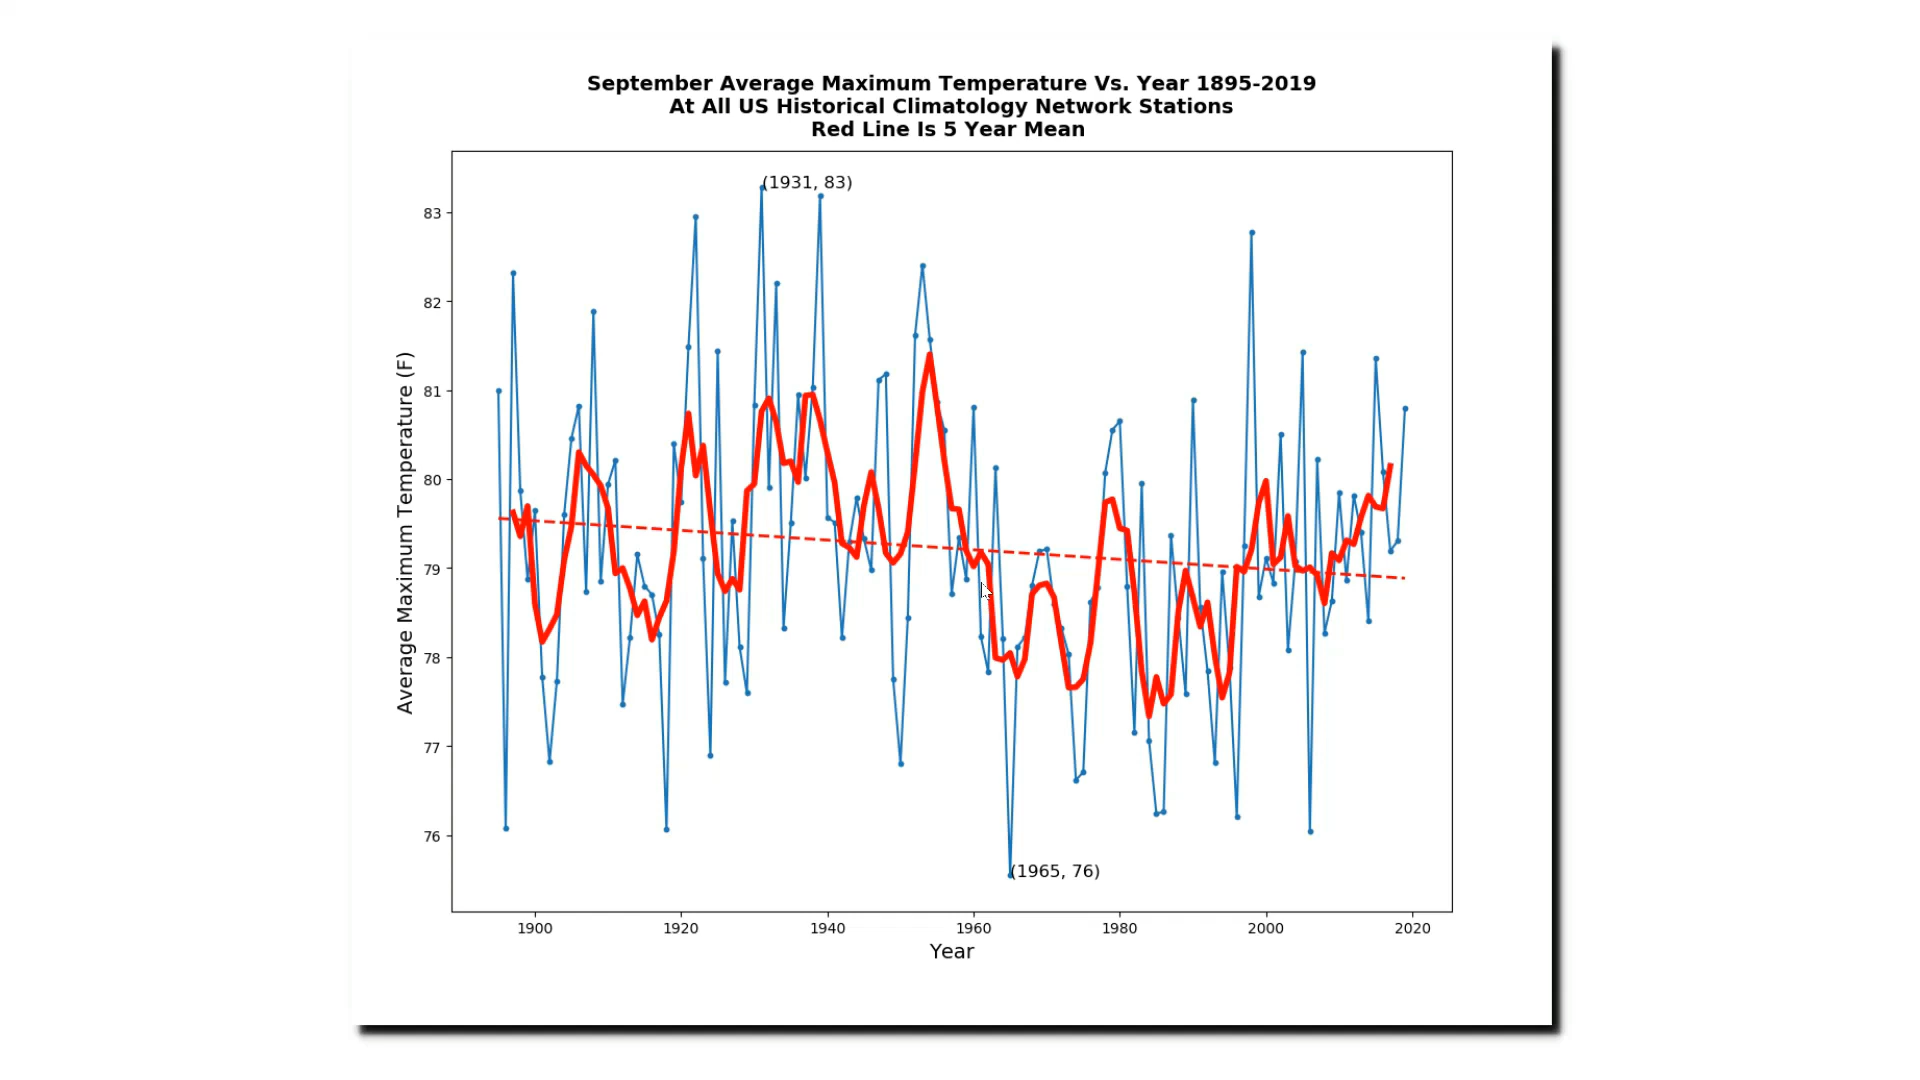 September Average Maximum Temperature Vs. Year 1895-2019
At All US Historical Climatology Network Stations
Red Line Is 5 Year Mean
(1931, 83)
83
82
81
80
79
78
77
76
Average Maximum Temperature (F)
(1965, 76)
1900 1920 1940 1960 1980 2000 2020
Year